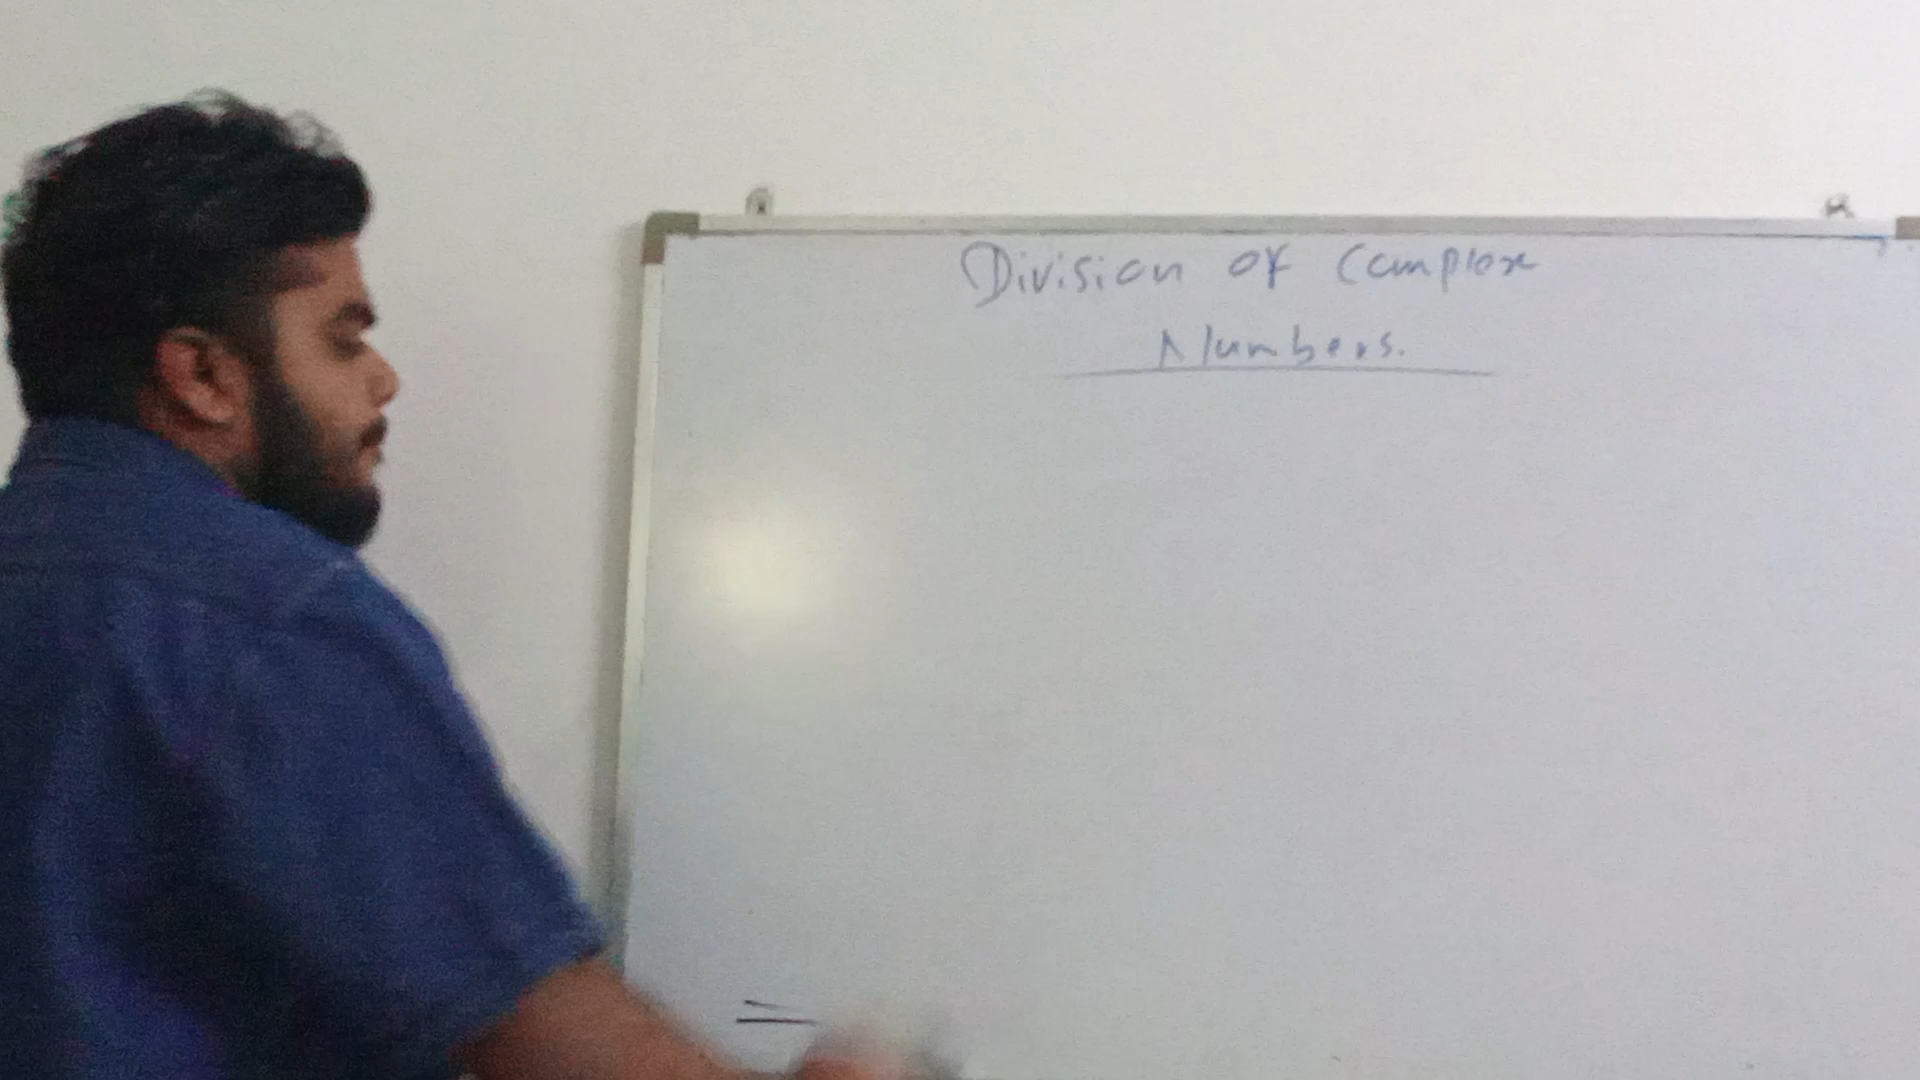 Division of Complex
Numbers.
=